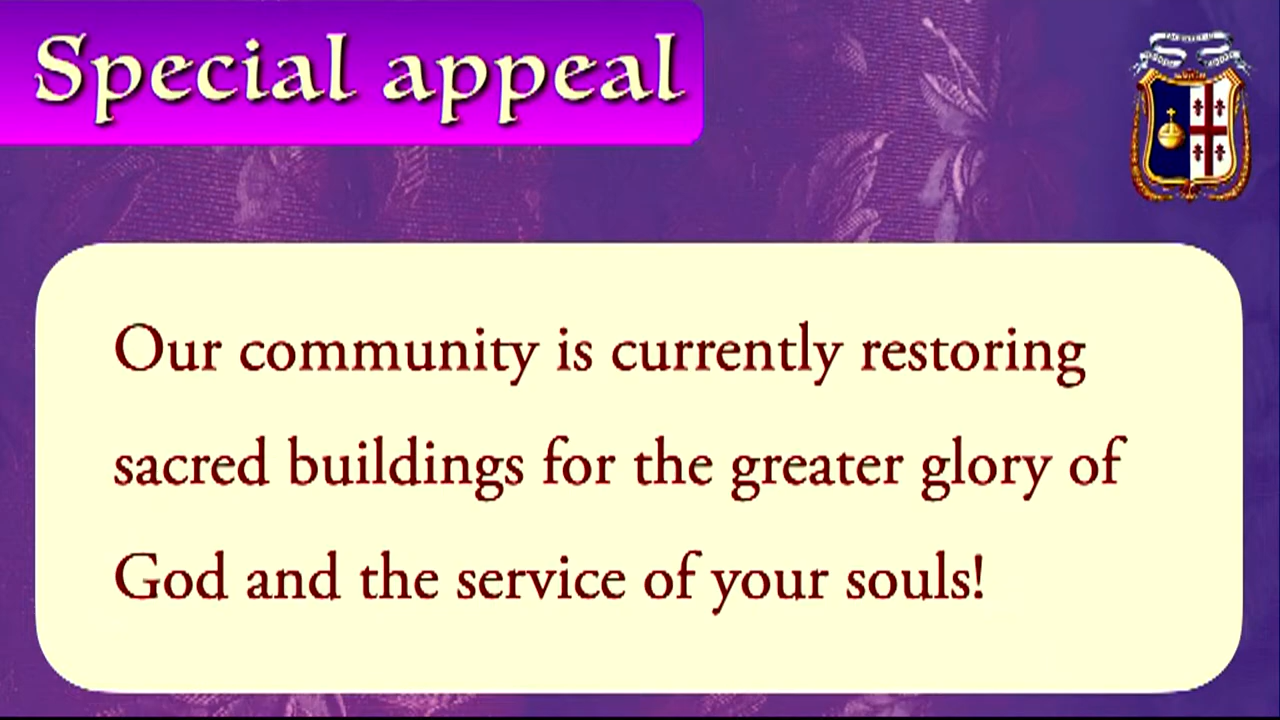 Special appeal
Our community is currently restoring
sacred buildings for the greater glory of
God and the service of your souls!